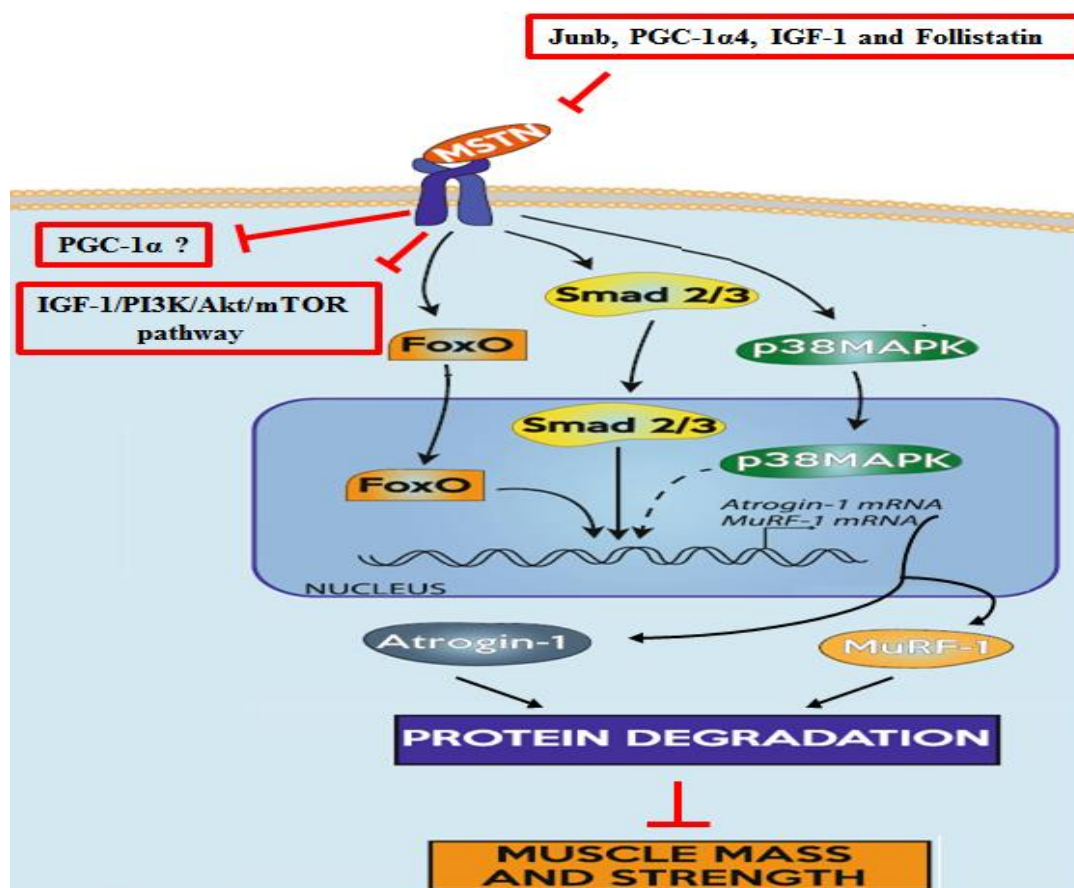 Junb, PGC-1α4, IGF-1 and Follistatin
MSTN
PGC-1α ?
IGF-1/PI3K/Akt/mTOR
pathway
Smad 2/3
FoxO
p38MAPK
Smad 2/3
p38MAPK
FoxO
Atrogin-1 mRNA
MuRF-1 mRNA
NUCLEUS
Atrogin-1
MuRF-1
PROTEIN DEGRADATION
MUSCLE MASS
AND STRENGTH